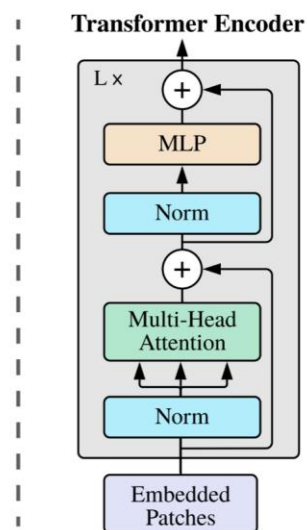 Transformer Encoder
L ×
+
MLP
Norm
+
Multi-Head
Attention
Norm
Embedded
Patches